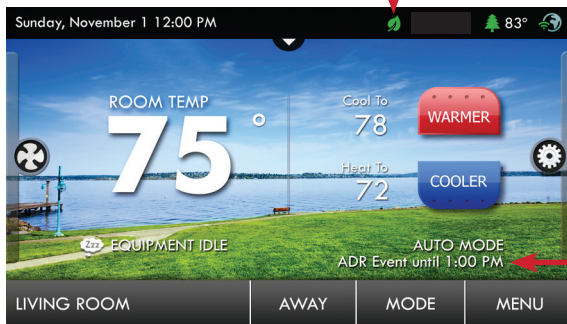 Sunday, November 1 12:00 PM
83°
ROOM TEMP
75°
Cool To
78
WARMER
Heat To
72
COOLER
Zzz EQUIPMENT IDLE
AUTO MODE
ADR Event until 1:00 PM
LIVING ROOM
AWAY
MODE
MENU